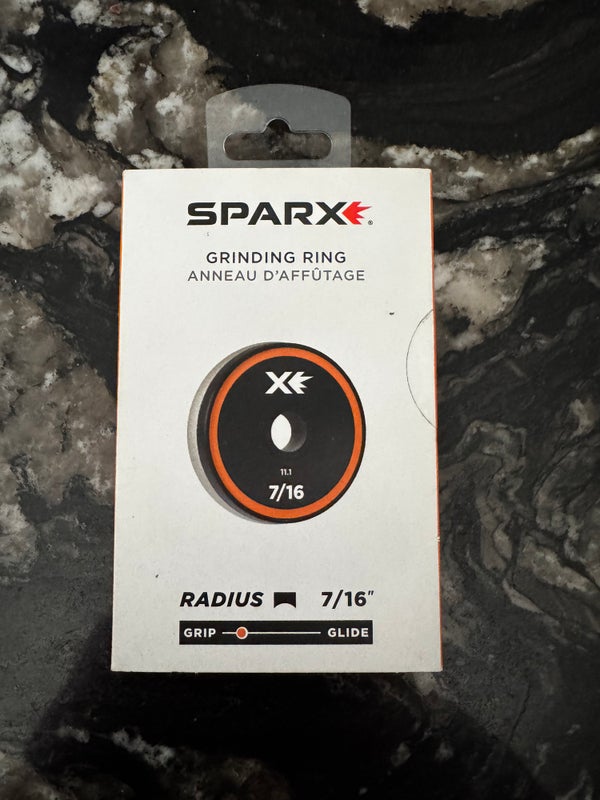 SPARX®
GRINDING RING
ANNEAU D'AFFÛTAGE
X
11.1
7/16
RADIUS 7/16"
GRIP GLIDE